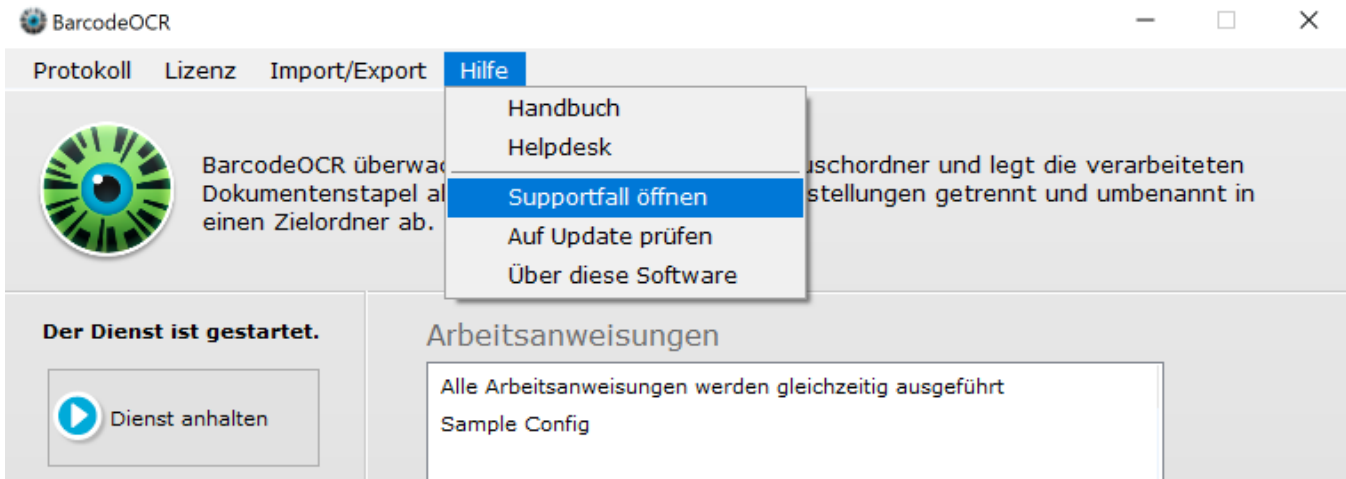 BarcodeOCR
Protokoll Lizenz Import/Export Hilfe
Handbuch
Helpdesk
Supportfall öffnen
Auf Update prüfen
Über diese Software
BarcodeOCR uschordner und legt die verarbeiteten
Dokumentenstapel stellungen getrennt und umbenannt in
einen Zielordner ab.
Der Dienst ist gestartet.
Dienst anhalten
Arbeitsanweisungen
Alle Arbeitsanweisungen werden gleichzeitig ausgeführt
Sample Config